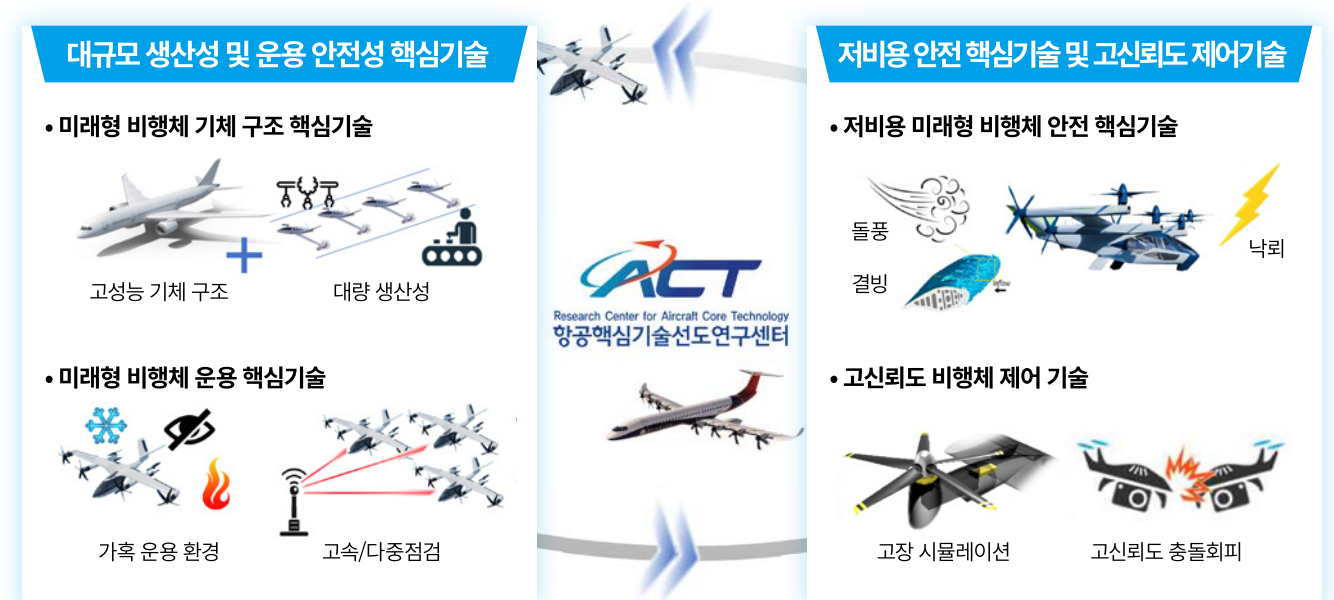 대규모 생산성 및 운용 안전성 핵심기술
• 미래형 비행체 기체 구조 핵심기술
고성능 기체 구조
대량 생산성
• 미래형 비행체 운용 핵심기술
가혹 운용 환경
고속/다중점검
ACT
Research Center for Aircraft Core Technology
항공핵심기술선도연구센터
저비용 안전 핵심기술 및 고신뢰도 제어기술
• 저비용 미래형 비행체 안전 핵심기술
돌풍
결빙
Inflow
낙뢰
• 고신뢰도 비행체 제어 기술
고장 시뮬레이션
고신뢰도 충돌회피